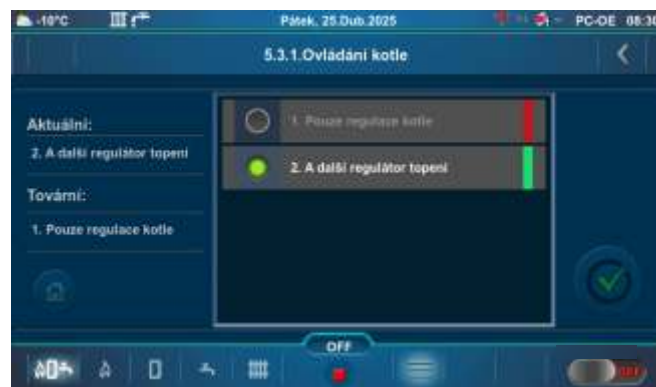 -10°C
Pátek, 25.Dub.2025
PC-OE 08:30
5.3.1.Ovládání kotle
Aktuální:
2. A další regulátor topení
Tovární:
1. Pouze regulace kotle
1. Pouze regulace kotle
2. A další regulátor topení
OFF
OFF